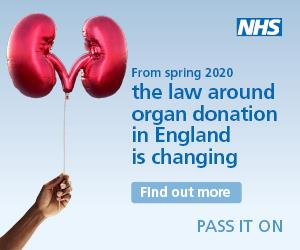 NHS
From spring 2020
the law around
organ donation
in England
is changing
Find out more
PASS IT ON